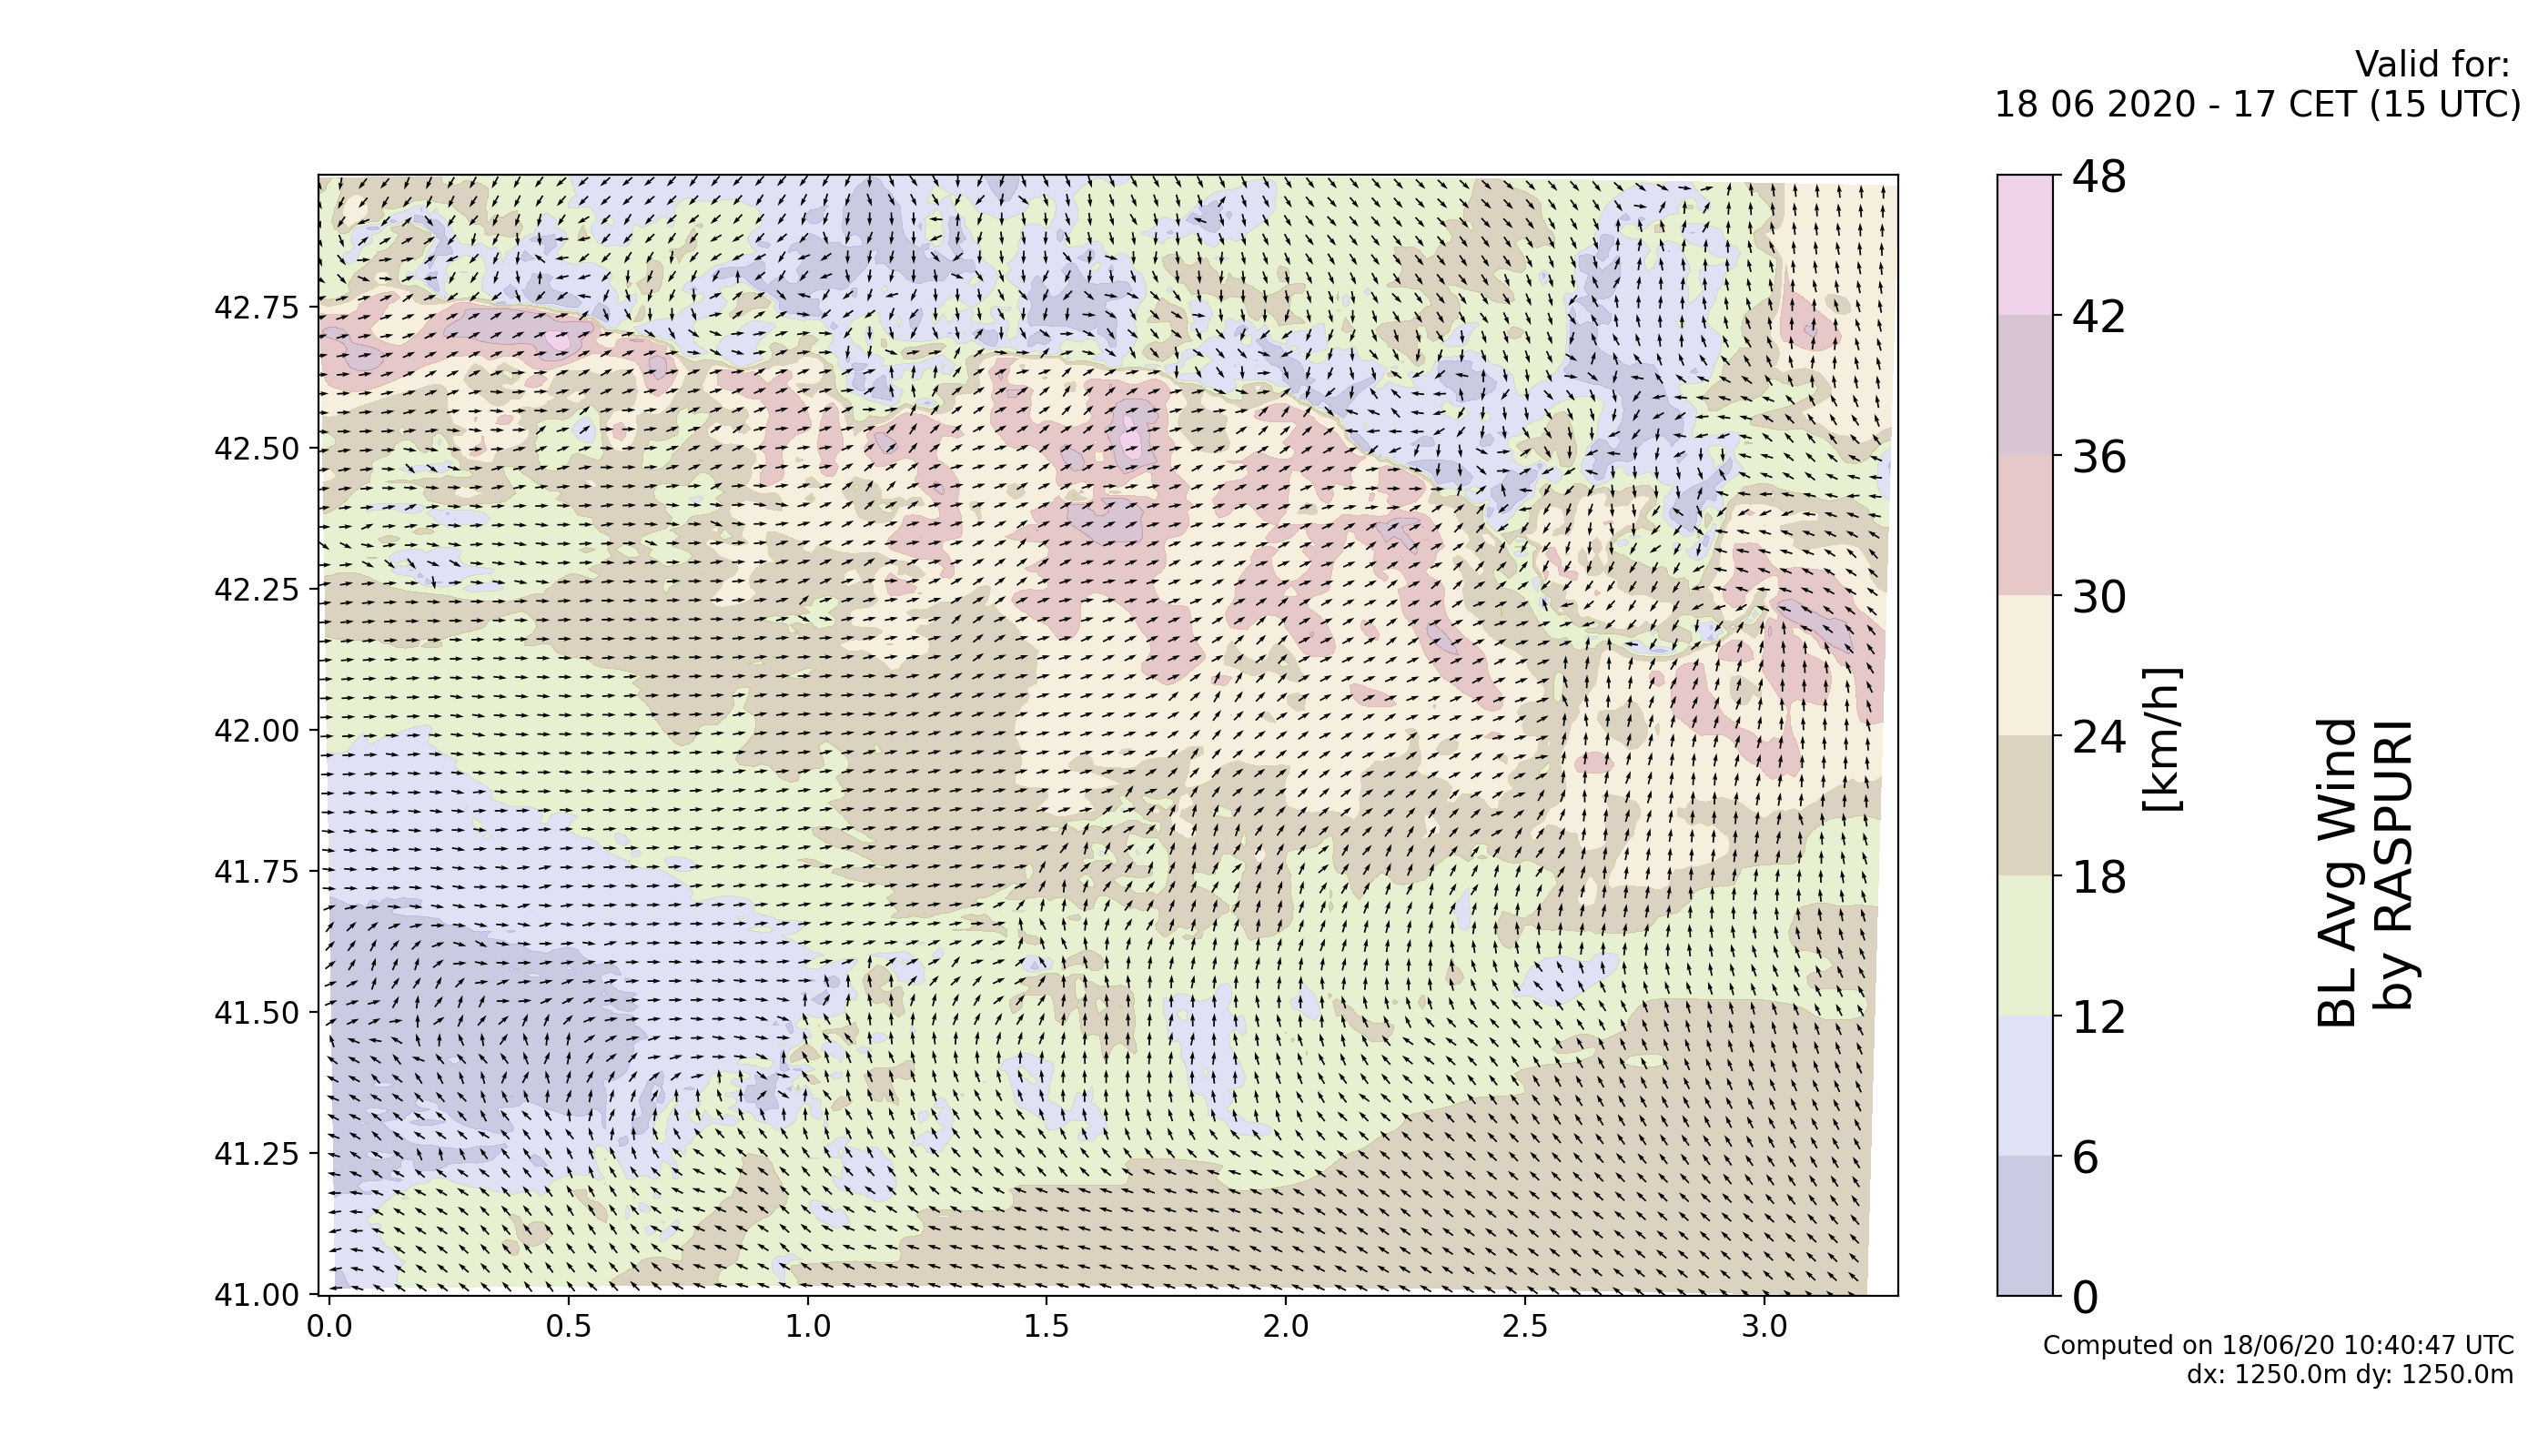 Valid for:
18 06 2020 - 17 CET (15 UTC)
42.75
42.50
42.25
42.00
41.75
41.50
41.25
41.00
0.0 0.5 1.0 1.5 2.0 2.5 3.0
48
42
36
30
24
18
12
6
0
[km/h]
BL Avg Wind
by RASPURI
Computed on 18/06/20 10:40:47 UTC
dx: 1250.0m dy: 1250.0m